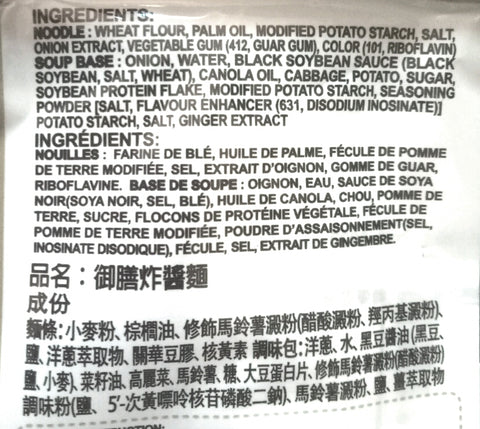 INGREDIENTS:
NOODLE: WHEAT FLOUR, PALM OIL, MODIFIED POTATO STARCH, SALT,
ONION EXTRACT, VEGETABLE GUM (412, GUAR GUM), COLOR (101, RIBOFLAVIN)
SOUP BASE: ONION, WATER, BLACK SOYBEAN SAUCE (BLACK
SOYBEAN, SALT, WHEAT), CANOLA OIL, CABBAGE, POTATO, SUGAR,
SOYBEAN PROTEIN FLAKE, MODIFIED POTATO STARCH, SEASONING
POWDER [SALT, FLAVOUR ENHANCER (631, DISODIUM INOSINATE)]
POTATO STARCH, SALT, GINGER EXTRACT
INGRÉDIENTS:
NOUILLES: FARINE DE BLÉ, HUILE DE PALME, FÉCULE DE POMME
DE TERRE MODIFIÉE, SEL, EXTRAIT D'OIGNON, GOMME DE GUAR,
RIBOFLAVINE. BASE DE SOUPE: OIGNON, EAU, SAUCE DE SOYA
NOIR(SOYA NOIR, SEL, BLÉ), HUILE DE CANOLA, CHOU, POMME DE
TERRE, SUCRE, FLOCONS DE PROTÉINE VÉGÉTALE, FÉCULE DE
POMME DE TERRE MODIFIÉE, POUDRE D'ASSAISONNEMENT(SEL,
INOSINATE DISODIQUE), FÉCULE, SEL, EXTRAIT DE GINGEMBRE.
品名：御膳炸醬麵
成份
麵條：小麥粉、棕櫚油、修飾馬鈴薯澱粉(醋酸澱粉、羥丙基澱粉)、
鹽、洋蔥萃取物、關華豆膠、核黃素 調味包：洋蔥、水、黑豆醬油(黑豆、
鹽、小麥)、菜籽油、高麗菜、馬鈴薯、糖、大豆蛋白片、修飾馬鈴薯澱粉(醋酸澱粉)
調味粉(鹽、5'-次黃嘌呤核苷磷酸二鈉)、馬鈴薯澱粉、鹽、薑萃取物